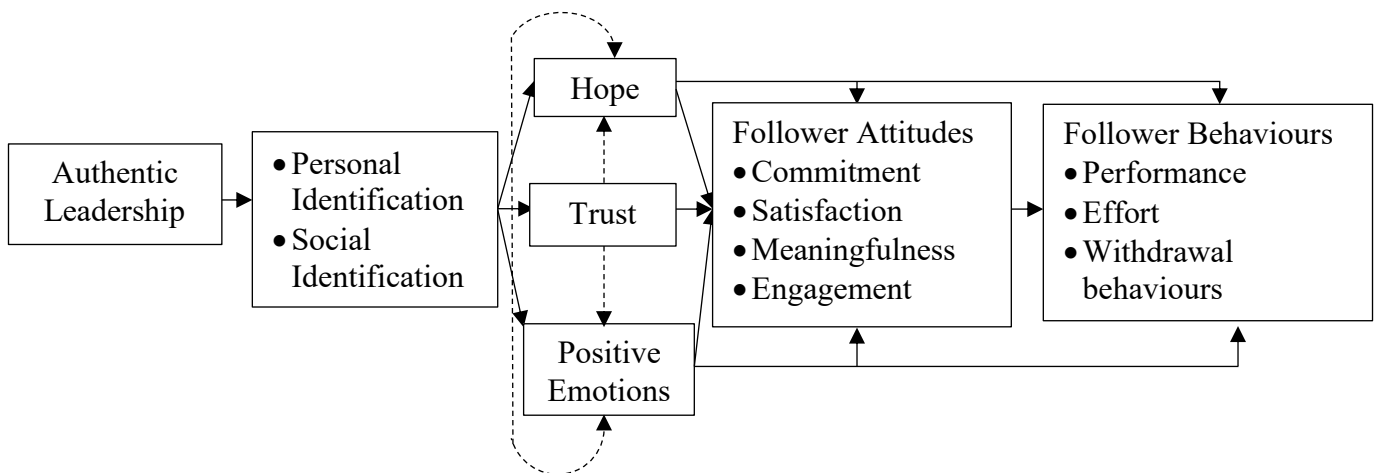 Authentic
Leadership
• Personal
Identification
• Social
Identification
Hope
Trust
Positive
Emotions
Follower Attitudes
• Commitment
• Satisfaction
• Meaningfulness
• Engagement
Follower Behaviours
• Performance
• Effort
• Withdrawal
behaviours